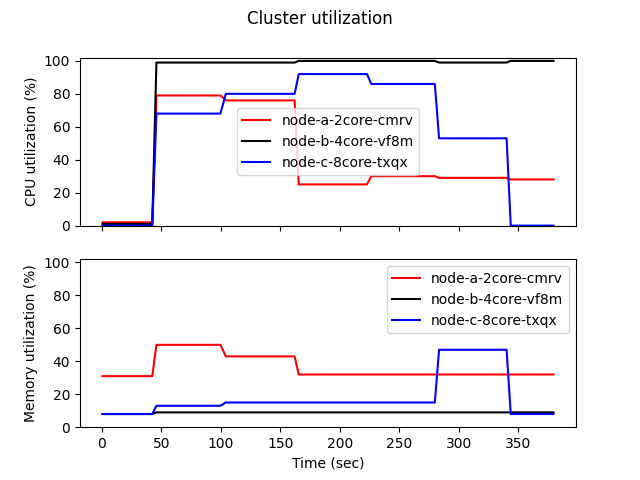 Cluster utilization
CPU utilization (%)
100
80
60
40
20
0
node-a-2core-cmrv
node-b-4core-vf8m
node-c-8core-txqx
Memory utilization (%)
100
80
60
40
20
0
node-a-2core-cmrv
node-b-4core-vf8m
node-c-8core-txqx
0 50 100 150 200 250 300 350
Time (sec)